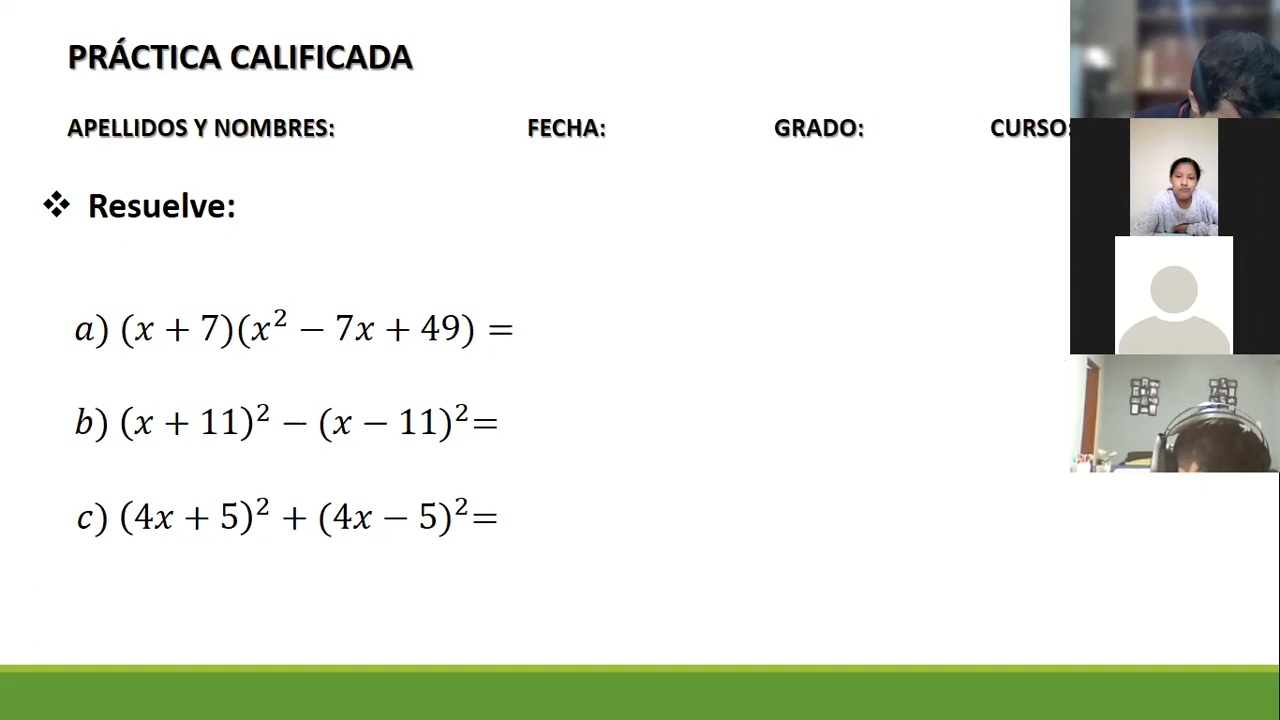 PRÁCTICA CALIFICADA
APELLIDOS Y NOMBRES: FECHA: GRADO: CURSO:
❖ Resuelve:
a) (x + 7)(x² − 7x + 49) =
b) (x + 11)² − (x − 11)²=
c) (4x + 5)² + (4x − 5)²=